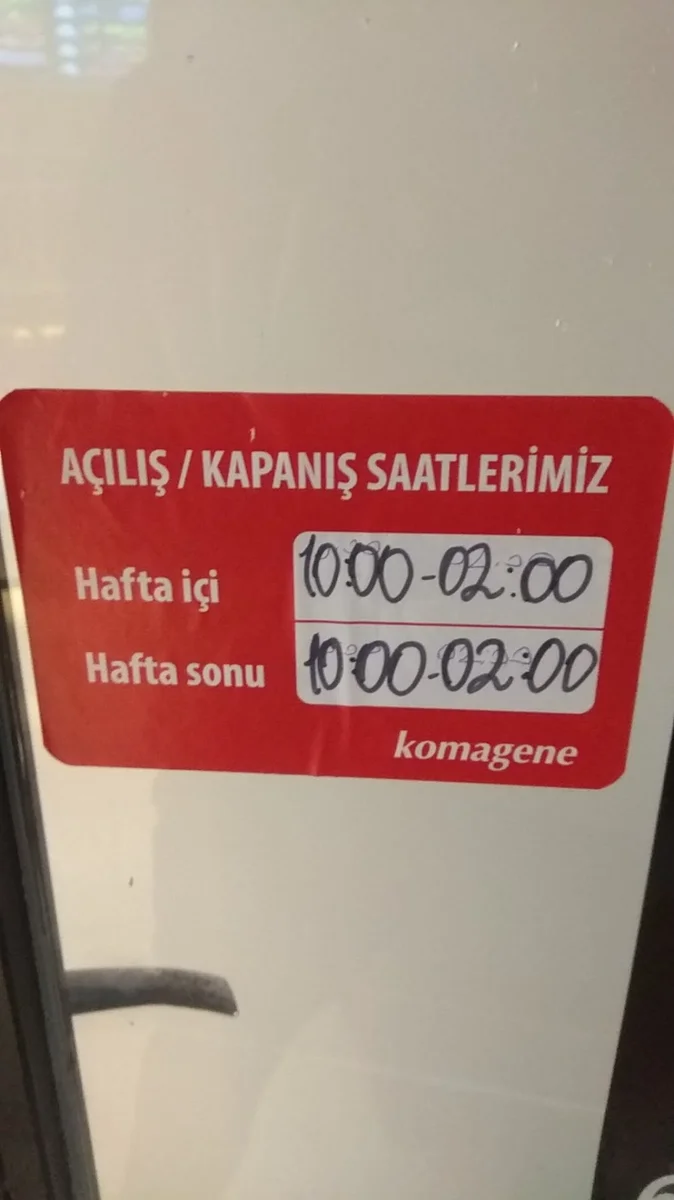 AÇILIŞ / KAPANIŞ SAATLERİMİZ
Hafta içi 10:00-02:00
Hafta sonu 10:00-02:00
komagene